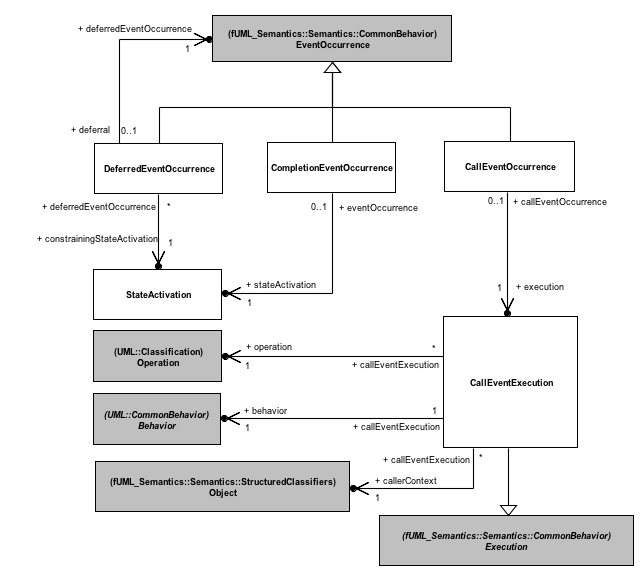 + deferredEventOccurrence
1
(fUML_Semantics::Semantics::CommonBehavior)
EventOccurrence
+ deferral
0..1
DeferredEventOccurrence
CompletionEventOccurrence
CallEventOccurrence
+ deferredEventOccurrence
*
0..1
+ eventOccurrence
0..1
+ callEventOccurrence
+ constrainingStateActivation
1
StateActivation
+ stateActivation
1
1
+ execution
(UML::Classification)
Operation
+ operation
1
*
+ callEventExecution
CallEventExecution
(UML::CommonBehavior)
Behavior
+ behavior
1
1
+ callEventExecution
+ callEventExecution
*
(fUML_Semantics::Semantics::StructuredClassifiers)
Object
+ callerContext
1
(fUML_Semantics::Semantics::CommonBehavior)
Execution